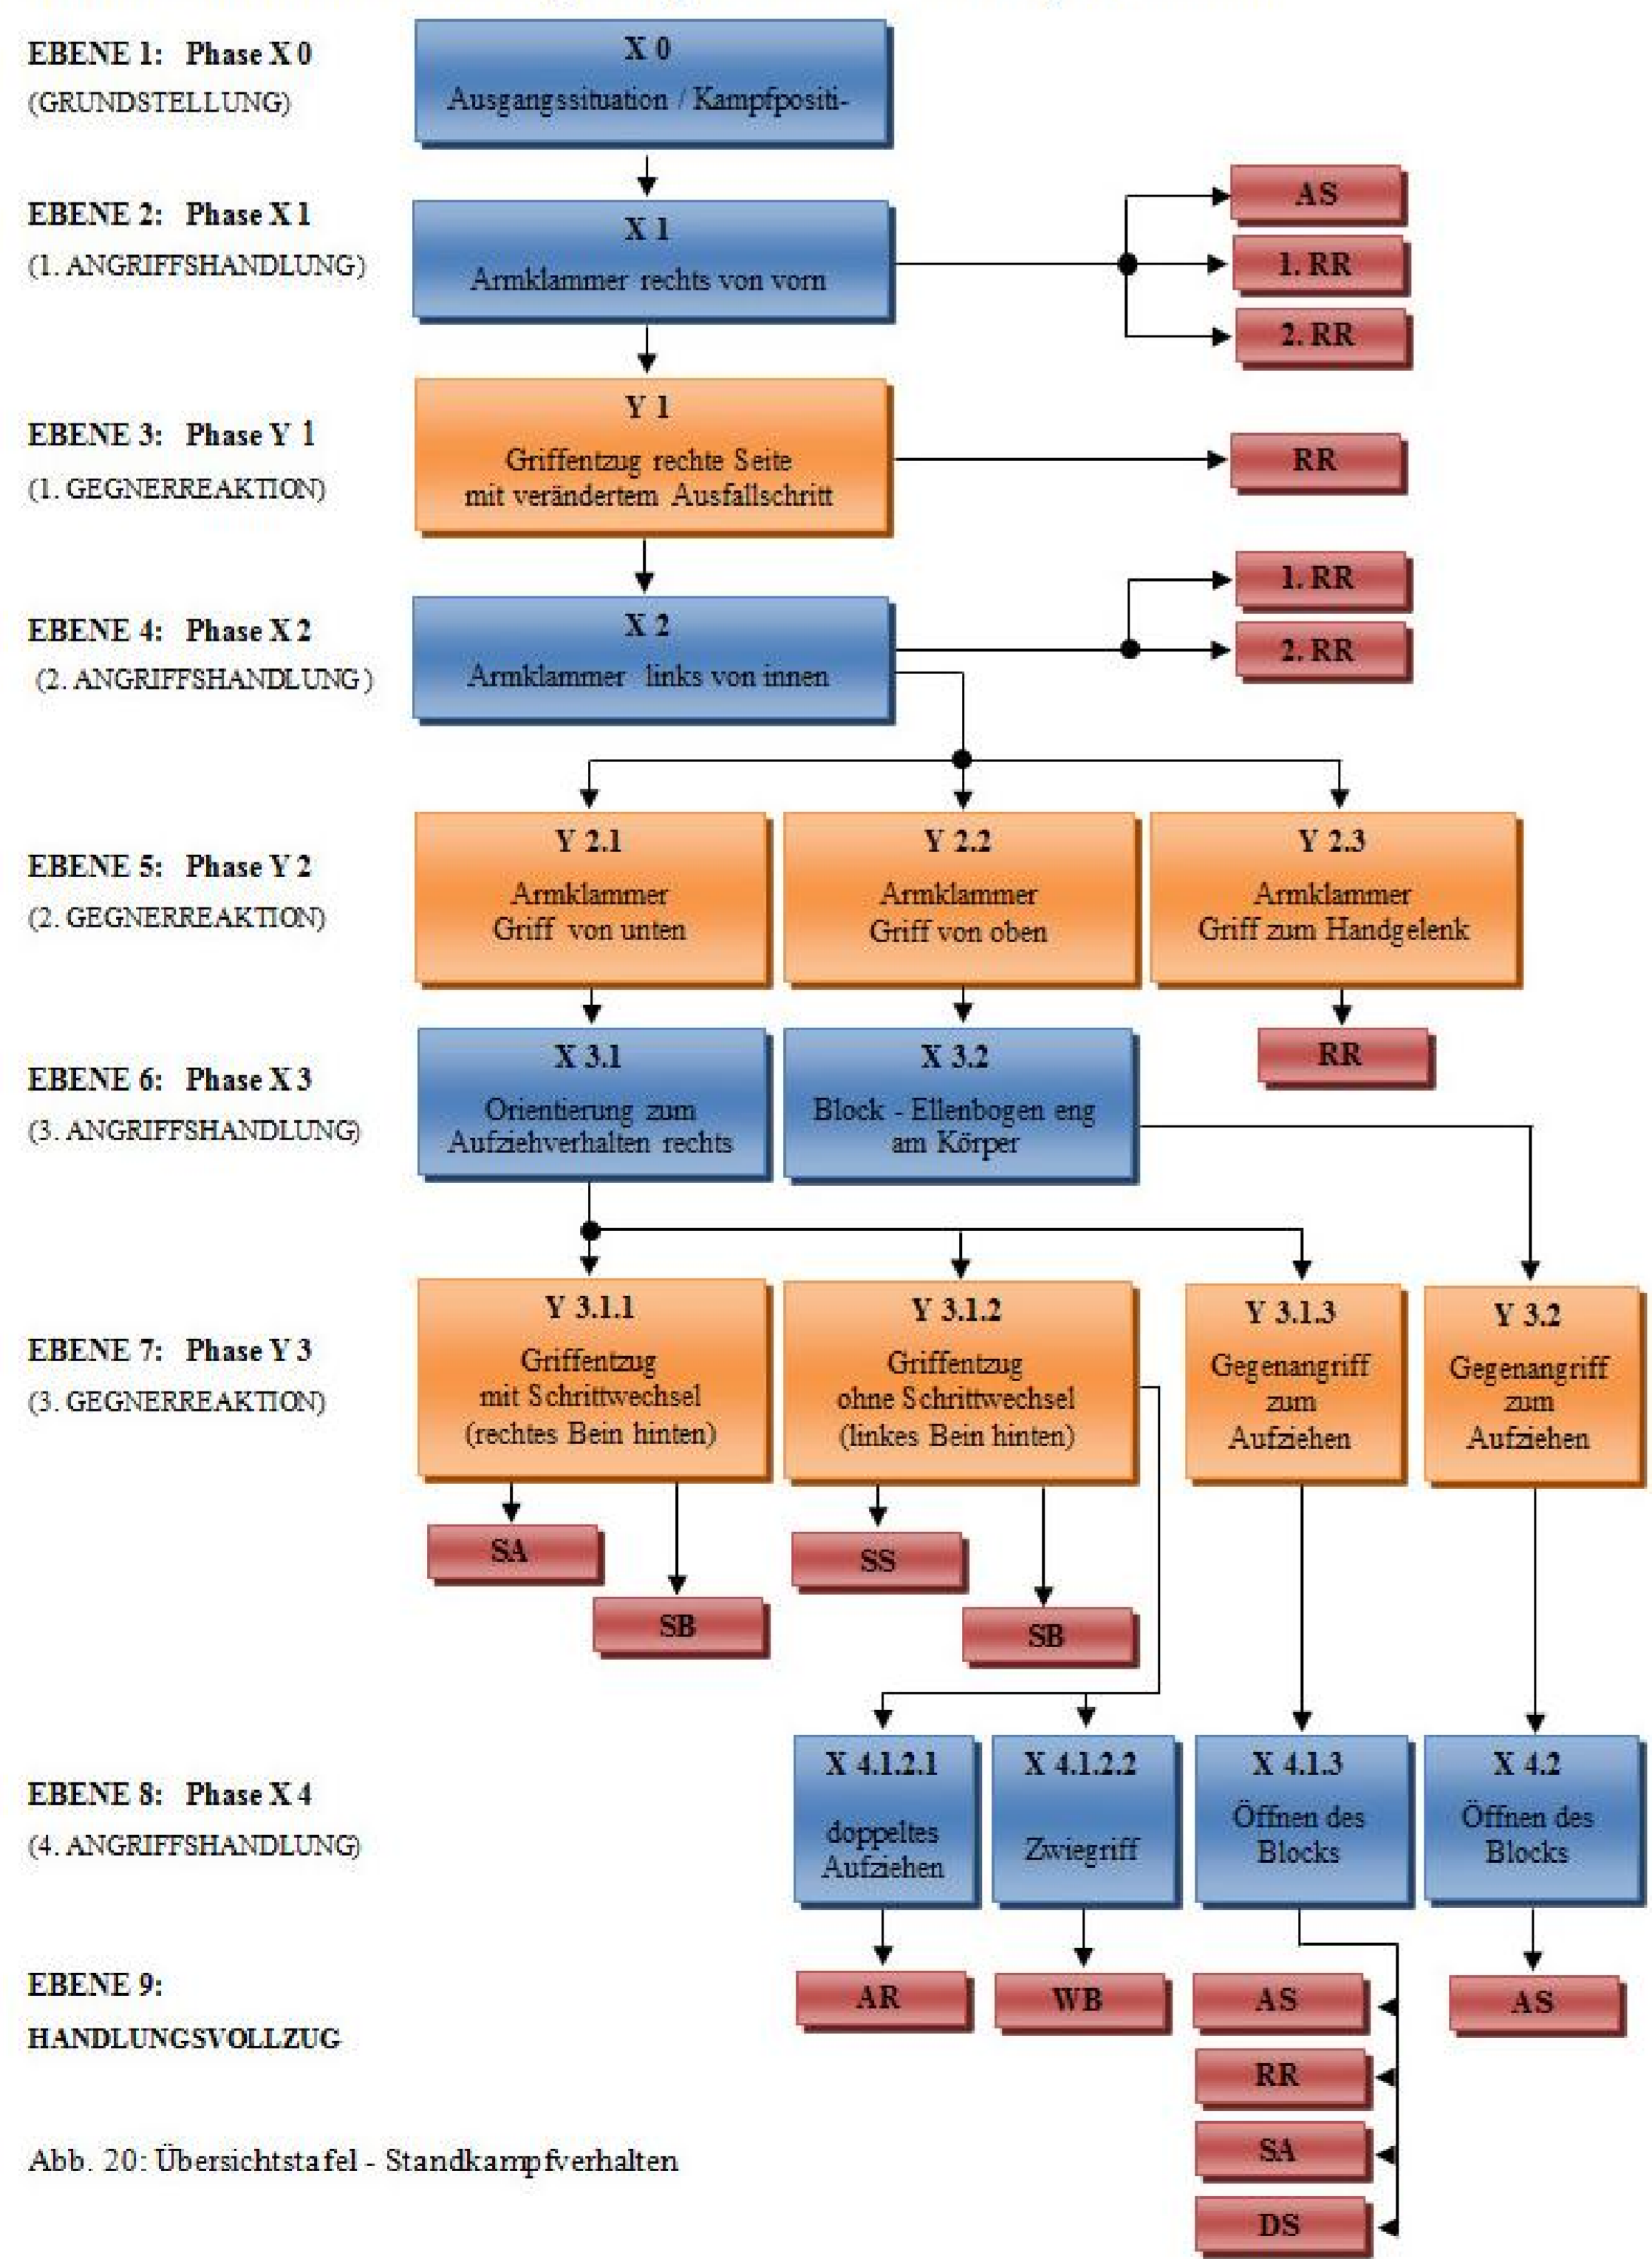 EBENE 1: Phase X 0
(GRUNDSTELLUNG)
X 0
Ausgangssituation / Kampfpositi-
EBENE 2: Phase X 1
(1. ANGRIFFSHANDLUNG)
X 1
Armklammer rechts von vorn
AS
1. RR
2. RR
EBENE 3: Phase Y 1
(1. GEGNERREAKTION)
Y 1
Griffentzug rechte Seite
mit verändertem Ausfallschritt
RR
EBENE 4: Phase X 2
(2. ANGRIFFSHANDLUNG)
X 2
Armklammer links von innen
1. RR
2. RR
EBENE 5: Phase Y 2
(2. GEGNERREAKTION)
Y 2.1
Armklammer
Griff von unten
Y 2.2
Armklammer
Griff von oben
Y 2.3
Armklammer
Griff zum Handgelenk
EBENE 6: Phase X 3
(3. ANGRIFFSHANDLUNG)
X 3.1
Orientierung zum
Aufziehverhalten rechts
X 3.2
Block - Ellenbogen eng
am Körper
RR
EBENE 7: Phase Y 3
(3. GEGNERREAKTION)
Y 3.1.1
Griffentzug
mit Schrittwechsel
(rechtes Bein hinten)
Y 3.1.2
Griffentzug
ohne Schrittwechsel
(linkes Bein hinten)
Y 3.1.3
Gegenangriff
zum
Aufziehen
Y 3.2
Gegenangriff
zum
Aufziehen
SA
SB
SS
SB
EBENE 8: Phase X 4
(4. ANGRIFFSHANDLUNG)
X 4.1.2.1
doppeltes
Aufziehen
X 4.1.2.2
Zwiegriff
X 4.1.3
Öffnen des
Blocks
X 4.2
Öffnen des
Blocks
EBENE 9:
HANDLUNGSVOLLZUG
AR
WB
AS
RR
SA
DS
AS
Abb. 20: Übersichtstafel - Standkampfverhalten